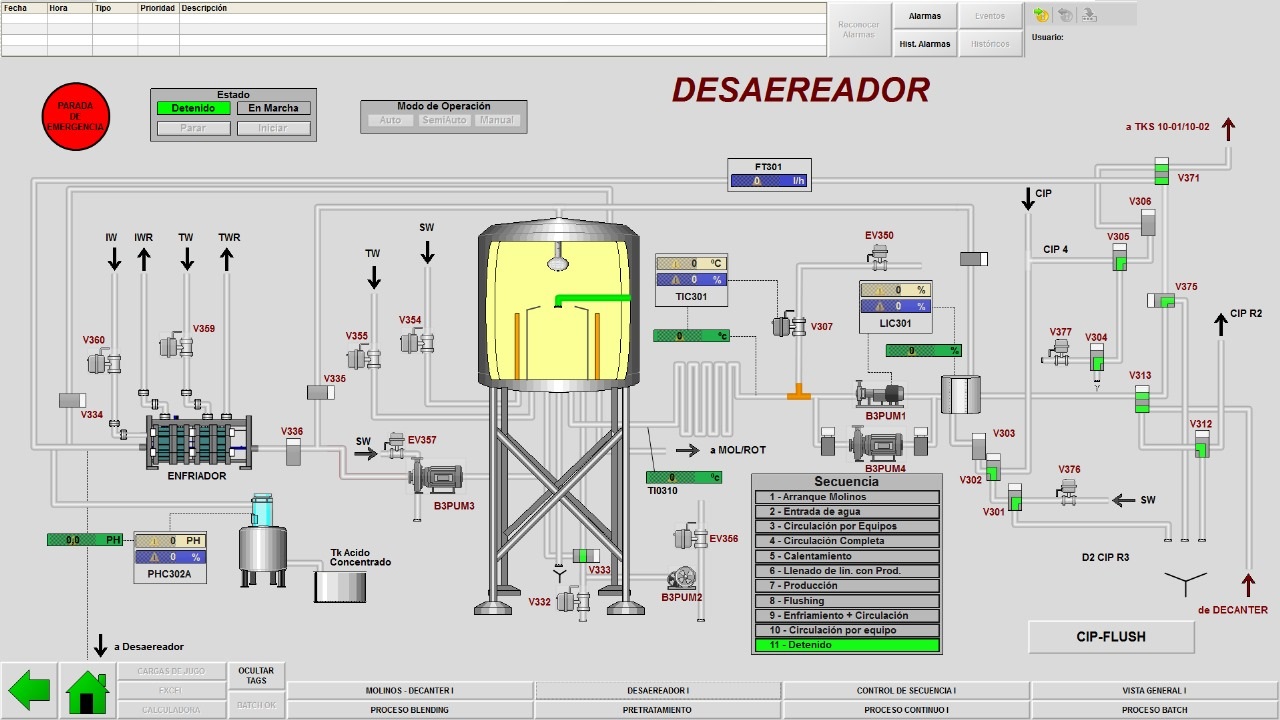 Fecha Hora Tipo Prioridad Descripción
Reconocer
Alarmas
Alarmas
Eventos
Hist. Alarmas
Históricos
Usuario:
DESAEREADOR
PARADA
DE
EMERGENCIA
Estado
Detenido En Marcha
Parar Iniciar
Modo de Operación
Auto SemiAuto Manual
a TKS 10-01/10-02
FT301
l/h
V371
CIP
V306
IW IWR TW TWR
SW
TW
EV350
V305
CIP 4
0 ºC
0 %
TIC301
0 %
0 %
LIC301
V375
CIP R2
V360
V359
V355
V354
V307
V377
V304
0 ºc
0 %
V335
V334
V313
B3PUM1
V336
SW
EV357
V303
V312
a MOL/ROT
B3PUM4
ENFRIADOR
V302
V376
0 ºc
TI0310
B3PUM3
V301
SW
Secuencia
1 - Arranque Molinos
2 - Entrada de agua
3 - Circulación por Equipos
4 - Circulación Completa
5 - Calentamiento
6 - Llenado de lin. con Prod.
7 - Producción
8 - Flushing
9 - Enfriamiento + Circulación
10 - Circulación por equipo
11 - Detenido
0,0 PH
0 PH
0 %
PHC302A
Tk Acido
Concentrado
EV356
V333
D2 CIP R3
V332
B3PUM2
de DECANTER
CIP-FLUSH
a Desaereador
CARGAS DE JUGO
EXCEL
CALCULADORA
OCULTAR
TAGS
BATCH OK
MOLINOS - DECANTER I
DESAEREADOR I
CONTROL DE SECUENCIA I
VISTA GENERAL I
PROCESO BLENDING
PRETRATAMIENTO
PROCESO CONTINUO I
PROCESO BATCH